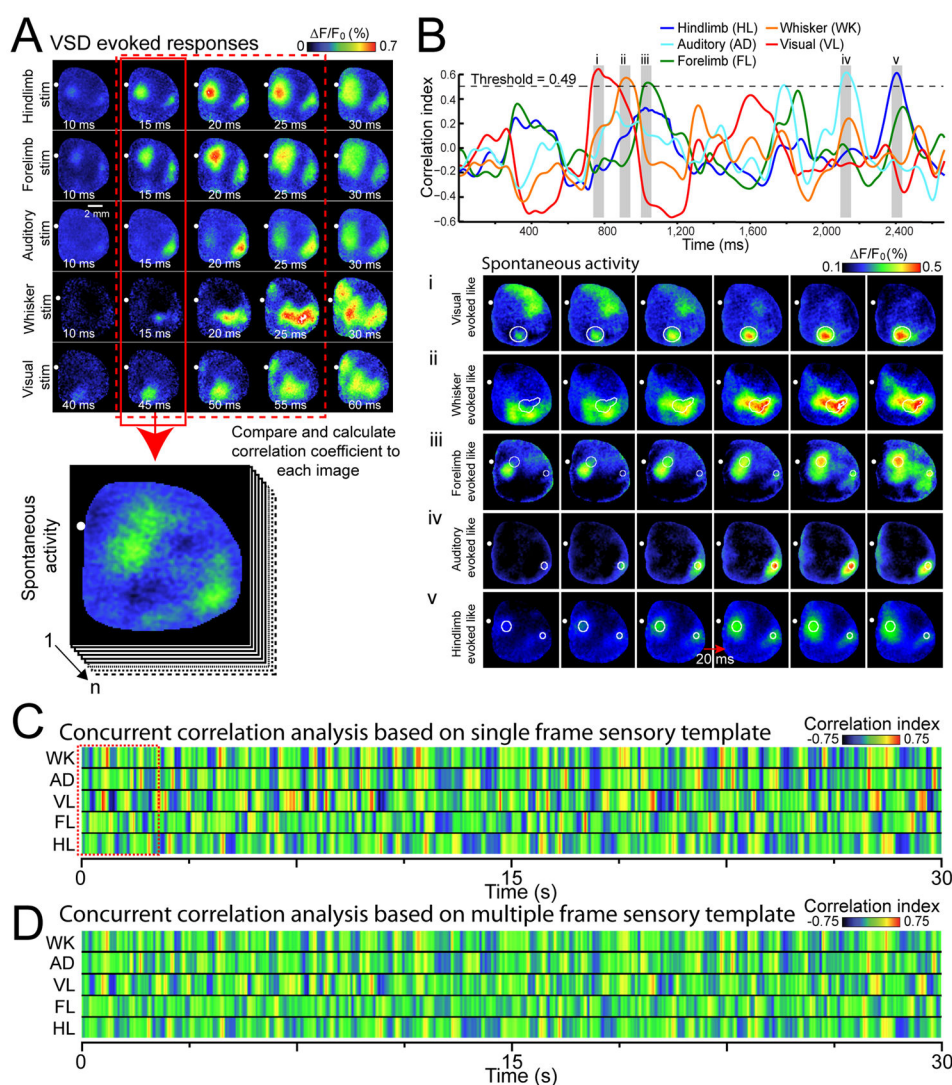 A
VSD evoked responses
ΔF/F₀ (%)
0
0.7
Hindlimb
stim
10 ms
15 ms
20 ms
25 ms
30 ms
Forelimb
stim
10 ms
15 ms
20 ms
25 ms
30 ms
2 mm
Auditory
stim
10 ms
15 ms
20 ms
25 ms
30 ms
Whisker
stim
10 ms
15 ms
20 ms
25 ms
30 ms
Visual
stim
40 ms
45 ms
50 ms
55 ms
60 ms
Compare and calculate
correlation coefficient to
each image
Spontaneous
activity
1
n
B
Hindlimb (HL)
Whisker (WK)
Auditory (AD)
Visual (VL)
Forelimb (FL)
i
ii
iii
iv
v
Threshold = 0.49
Correlation index
0.6
0.4
0.2
0.0
-0.2
-0.4
-0.6
400
800
1,200
1,600
2,000
2,400
Time (ms)
Spontaneous activity
ΔF/F₀ (%)
0.1
0.5
i
Visual
evoked like
ii
Whisker
evoked like
iii
Forelimb
evoked like
iv
Auditory
evoked like
v
Hindlimb
evoked like
20 ms
C
Concurrent correlation analysis based on single frame sensory template
Correlation index
-0.75
0.75
WK
AD
VL
FL
HL
0
15
30
Time (s)
D
Concurrent correlation analysis based on multiple frame sensory template
Correlation index
-0.75
0.75
WK
AD
VL
FL
HL
0
15
30
Time (s)